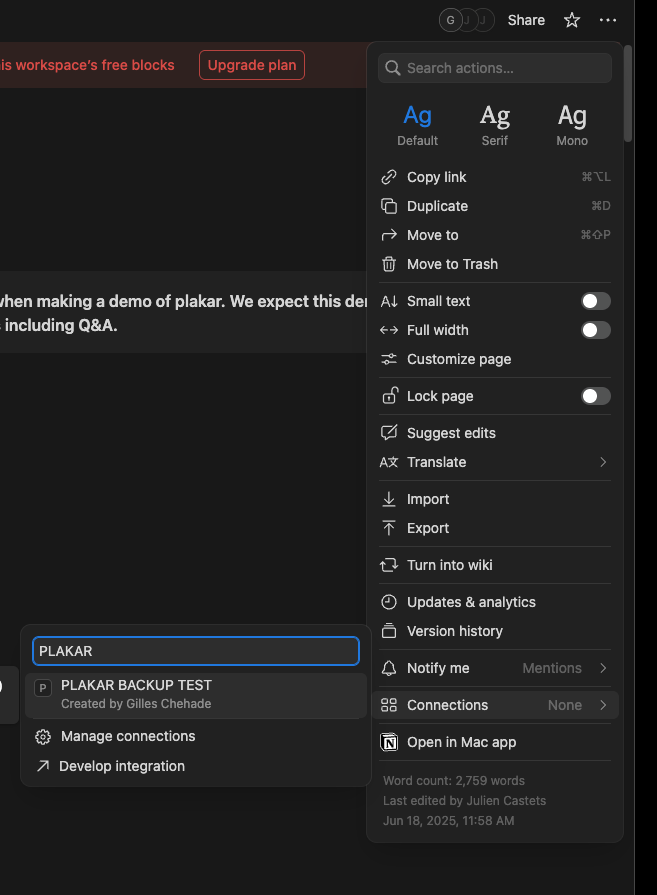 G J J Share
is workspace's free blocks Upgrade plan
Search actions...
Ag Ag Ag
Default Serif Mono
Copy link ⌘⌥L
Duplicate ⌘D
Move to ⌘⇧P
Move to Trash
when making a demo of plakar. We expect this de
including Q&A.
Small text
Full width
Customize page
Lock page
Suggest edits
Translate
Import
Export
Turn into wiki
Updates & analytics
Version history
Notify me Mentions
Connections None
Open in Mac app
Word count: 2,759 words
Last edited by Julien Castets
Jun 18, 2025, 11:58 AM
PLAKAR
P PLAKAR BACKUP TEST
Created by Gilles Chehade
Manage connections
Develop integration